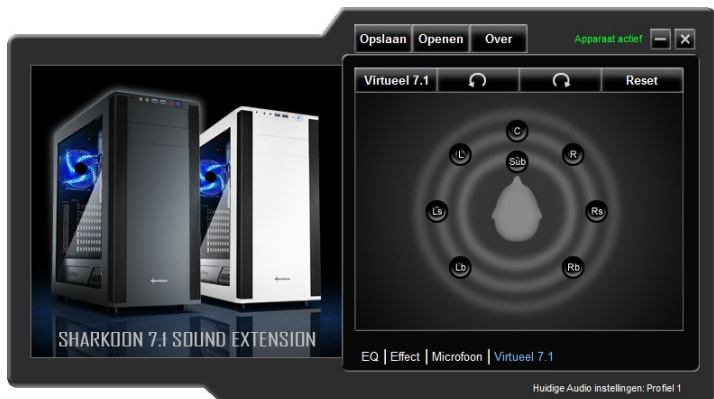 Opslaan Openen Over Apparaat actief
Virtueel 7.1 Reset
C
L Süb R
Ls Rs
Lb Rb
SHARKOON 7.1 SOUND EXTENSION
EQ Effect Microfoon Virtueel 7.1
Huidige Audio instellingen: Profiel 1